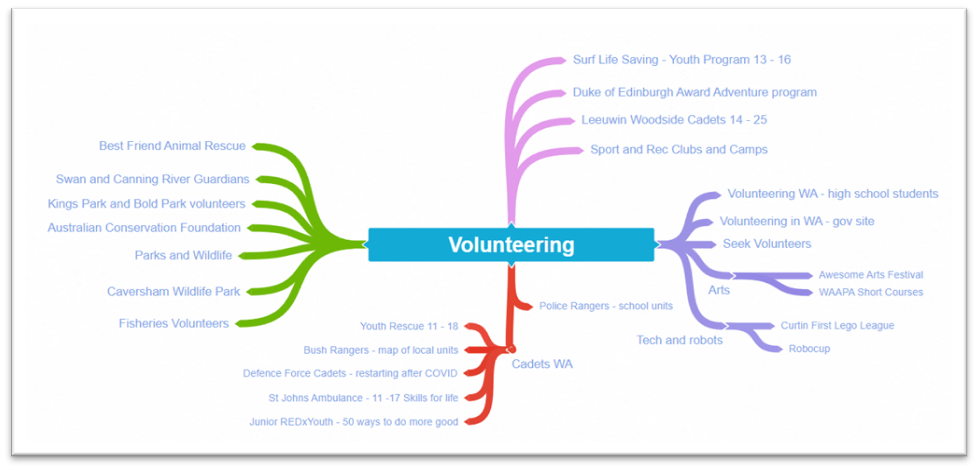 Surf Life Saving - Youth Program 13 - 16
Duke of Edinburgh Award Adventure program
Leeuwin Woodside Cadets 14 - 25
Sport and Rec Clubs and Camps
Best Friend Animal Rescue
Swan and Canning River Guardians
Kings Park and Bold Park volunteers
Australian Conservation Foundation
Parks and Wildlife
Caversham Wildlife Park
Fisheries Volunteers
Volunteering
Volunteering WA - high school students
Volunteering in WA - gov site
Seek Volunteers
Arts
Awesome Arts Festival
WAAPA Short Courses
Tech and robots
Curtin First Lego League
Robocup
Police Rangers - school units
Cadets WA
Youth Rescue 11 - 18
Bush Rangers - map of local units
Defence Force Cadets - restarting after COVID
St Johns Ambulance - 11 -17 Skills for life
Junior REDxYouth - 50 ways to do more good